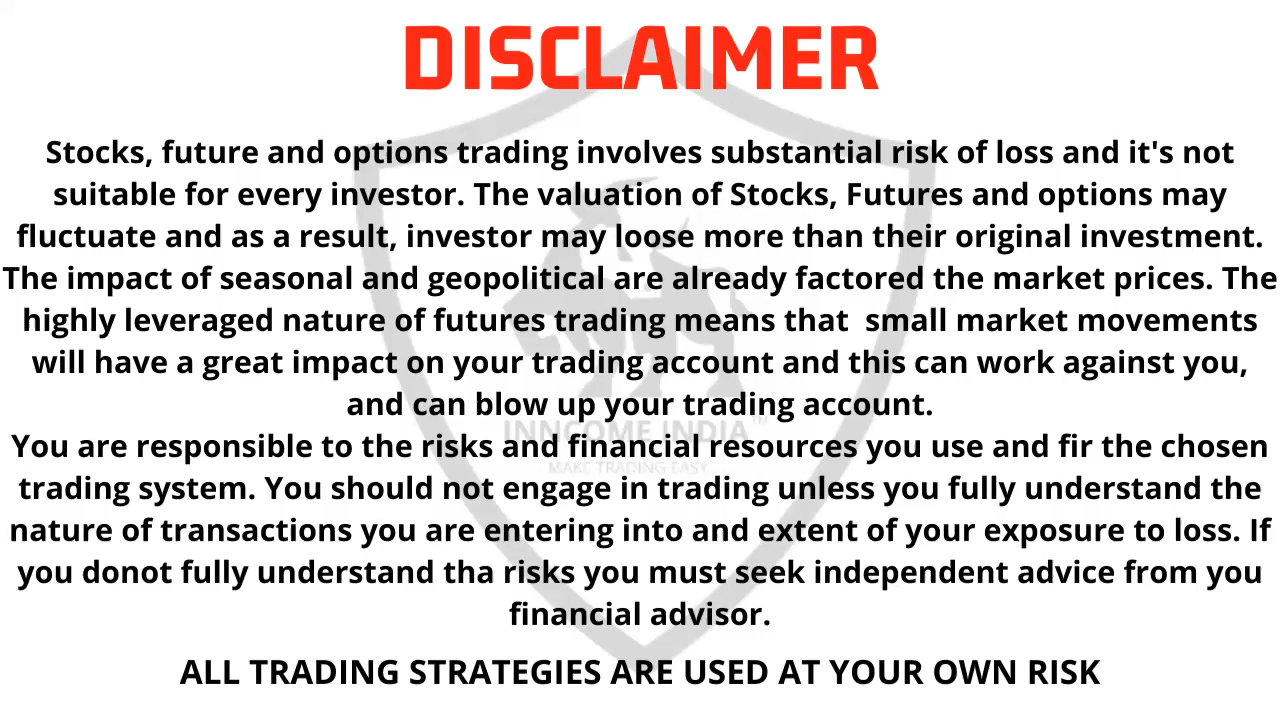 DISCLAIMER
Stocks, future and options trading involves substantial risk of loss and it's not
suitable for every investor. The valuation of Stocks, Futures and options may
fluctuate and as a result, investor may loose more than their original investment.
The impact of seasonal and geopolitical are already factored the market prices. The
highly leveraged nature of futures trading means that  small market movements
will have a great impact on your trading account and this can work against you,
and can blow up your trading account.
INNCOME INDIA™
You are responsible to the risks and financial resources you use and fir the chosen
MAKE TRADING EASY
trading system. You should not engage in trading unless you fully understand the
nature of transactions you are entering into and extent of your exposure to loss. If
you donot fully understand tha risks you must seek independent advice from you
financial advisor.
ALL TRADING STRATEGIES ARE USED AT YOUR OWN RISK